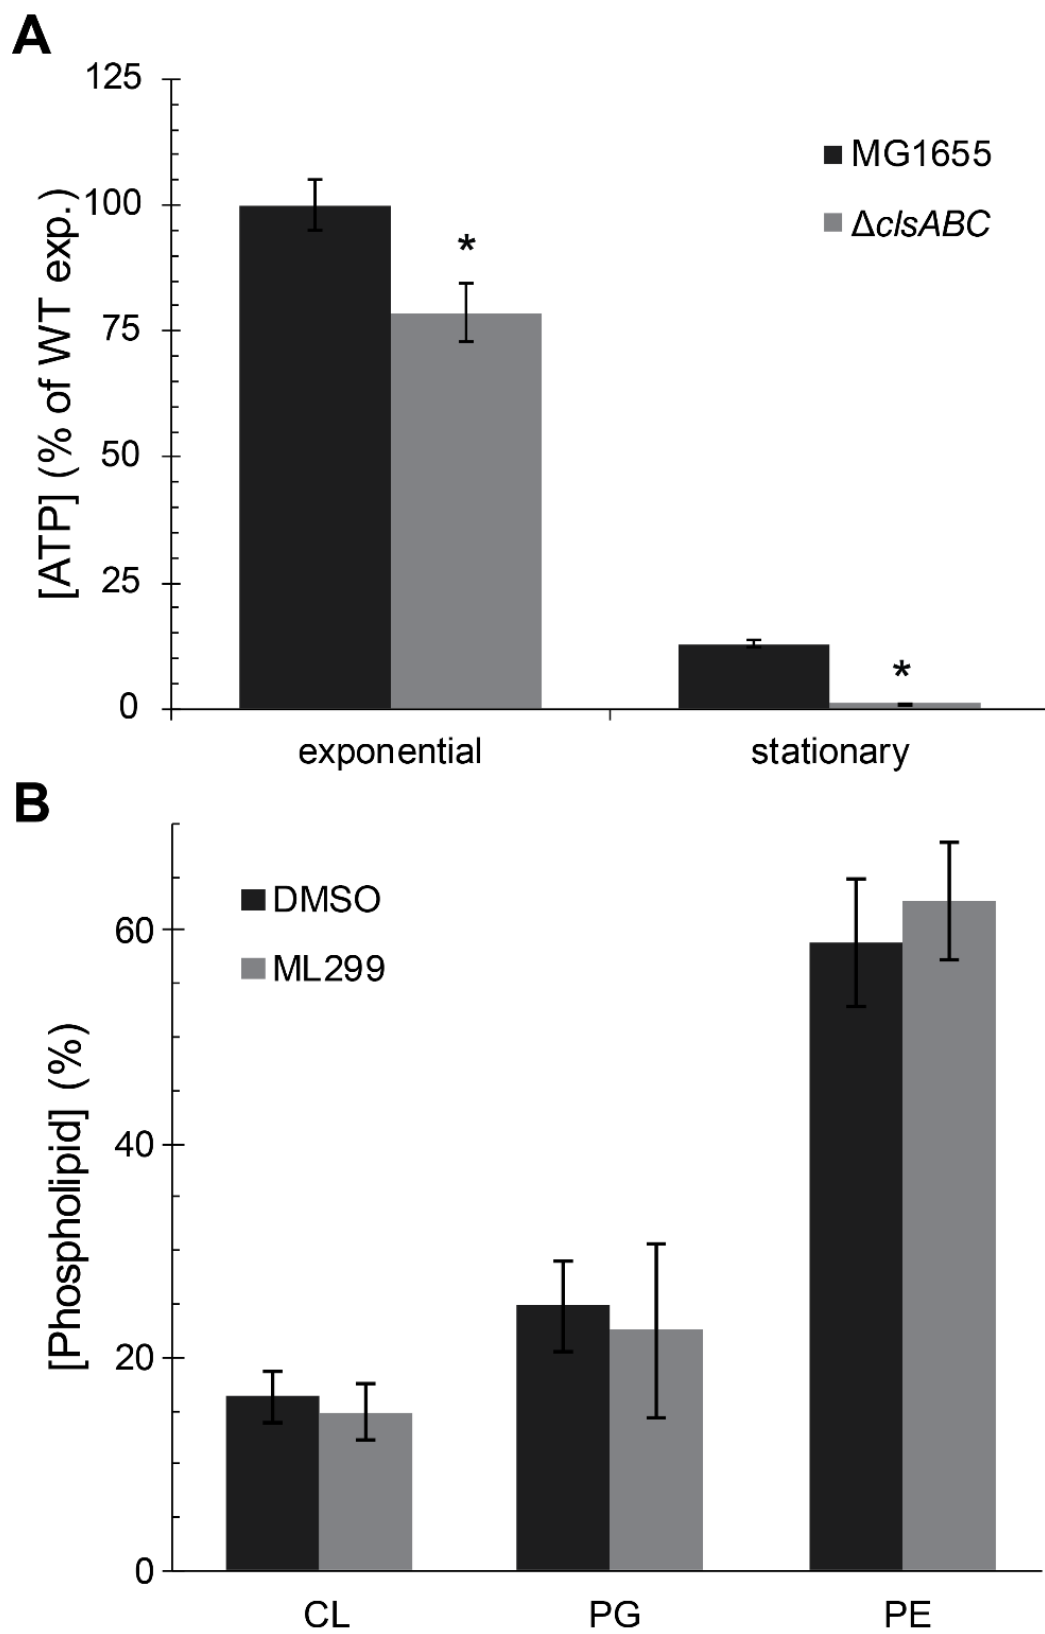 A
125
100
75
50
25
0
[ATP] (% of WT exp.)
MG1655
ΔclsABC
*
*
exponential
stationary
B
60
40
20
0
[Phospholipid] (%)
DMSO
ML299
CL
PG
PE